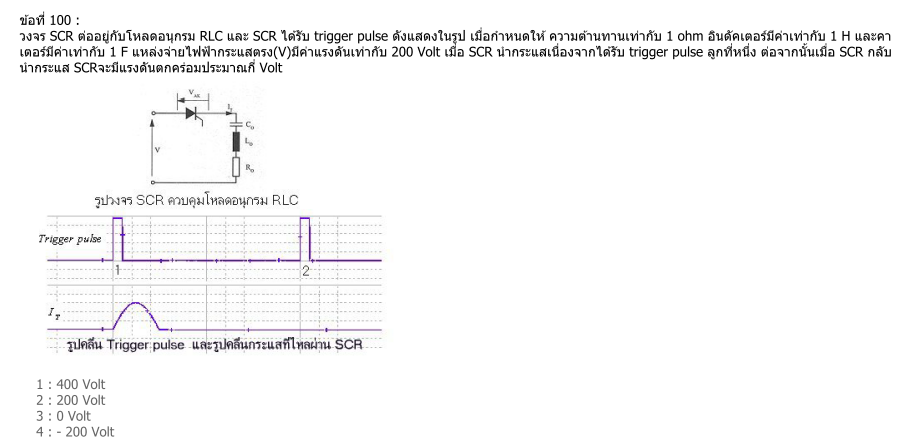 ข้อที่ 100 :
วงจร SCR ต่ออยู่กับโหลดอนุกรม RLC และ SCR ได้รับ trigger pulse ดังแสดงในรูป เมื่อกำหนดให้ ความต้านทานเท่ากับ 1 ohm อินดัคเตอร์มีค่าเท่ากับ 1 H และคา
เตอร์มีค่าเท่ากับ 1 F แหล่งจ่ายไฟฟ้ากระแสตรง(V)มีค่าแรงดันเท่ากับ 200 Volt เมื่อ SCR นำกระแสเนื่องจากได้รับ trigger pulse ลูกที่หนึ่ง ต่อจากนั้นเมื่อ SCR กลับ
นำกระแส SCRจะมีแรงดันตกคร่อมประมาณกี่ Volt
V_AK
I_T
C_o
V
L_o
R_o
รูปวงจร SCR ควบคุมโหลดอนุกรม RLC
Trigger pulse
1 2
I_T
รูปคลื่น Trigger pulse และรูปคลื่นกระแสที่ไหลผ่าน SCR
1 : 400 Volt
2 : 200 Volt
3 : 0 Volt
4 : - 200 Volt